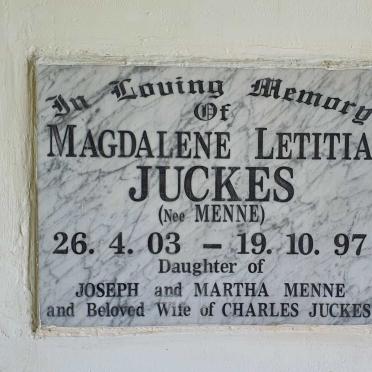 In Loving Memory
Of
MAGDALENE LETITIA
JUCKES
(Nee MENNE)
26. 4. 03 – 19. 10. 97
Daughter of
JOSEPH and MARTHA MENNE
and Beloved Wife of CHARLES JUCKES